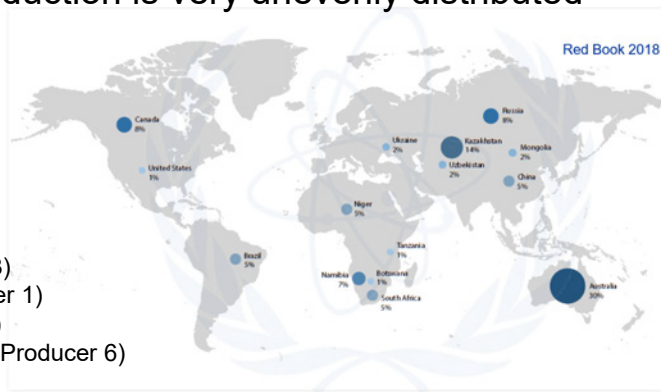 duction is very unevenly distributed
Red Book 2018
Canada
8%
United States
1%
Brazil
5%
Ukraine
2%
Russia
8%
Kazakhstan
14%
Mongolia
2%
Uzbekistan
2%
China
5%
Niger
5%
Tanzania
1%
Namibia
7%
Botswana
1%
South Africa
5%
Australia
30%
3)
er 1)
)
Producer 6)